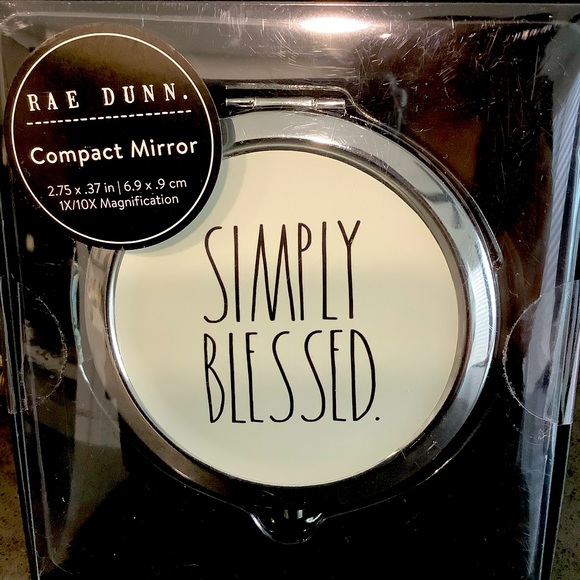 RAE DUNN.
Compact Mirror
2.75 x .37 in | 6.9 x .9 cm
1X/10X Magnification
SIMPLY
BLESSED.